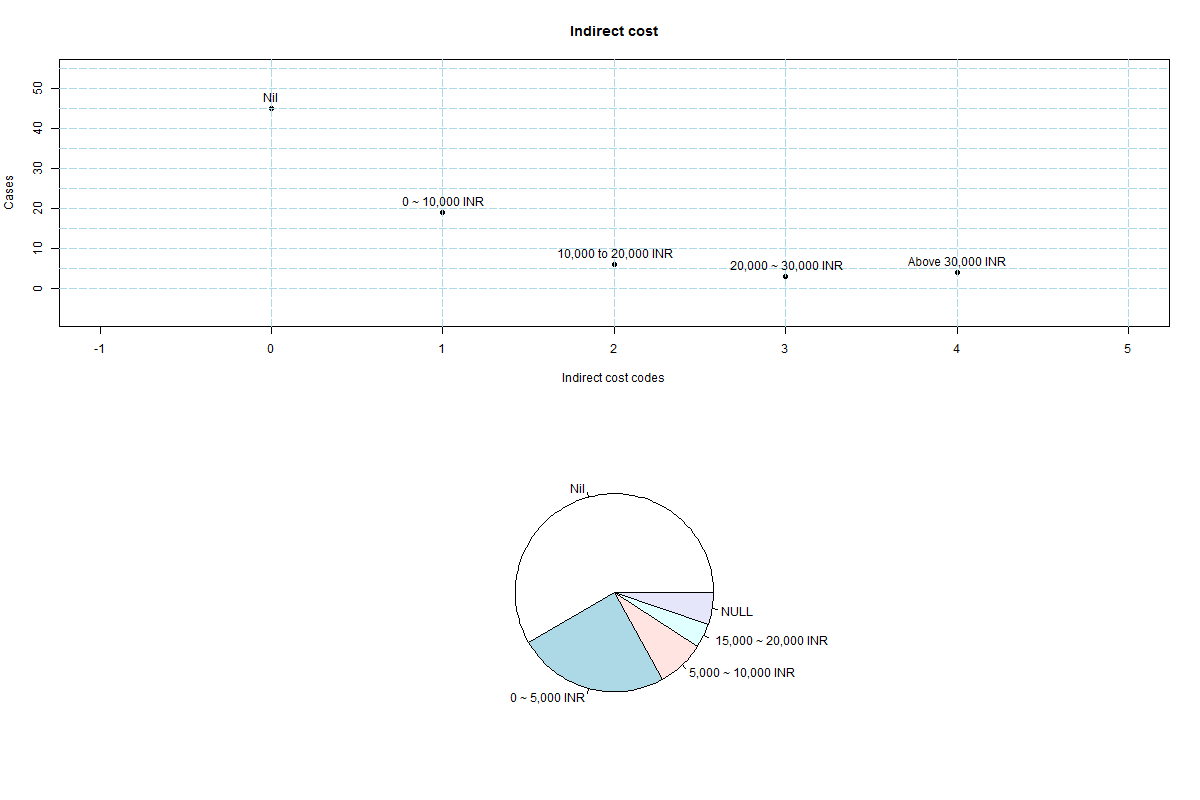 Indirect cost
Cases
50
40
30
20
10
0
Nil
0 ~ 10,000 INR
10,000 to 20,000 INR
20,000 ~ 30,000 INR
Above 30,000 INR
-1 0 1 2 3 4 5
Indirect cost codes
Nil
NULL
15,000 ~ 20,000 INR
5,000 ~ 10,000 INR
0 ~ 5,000 INR